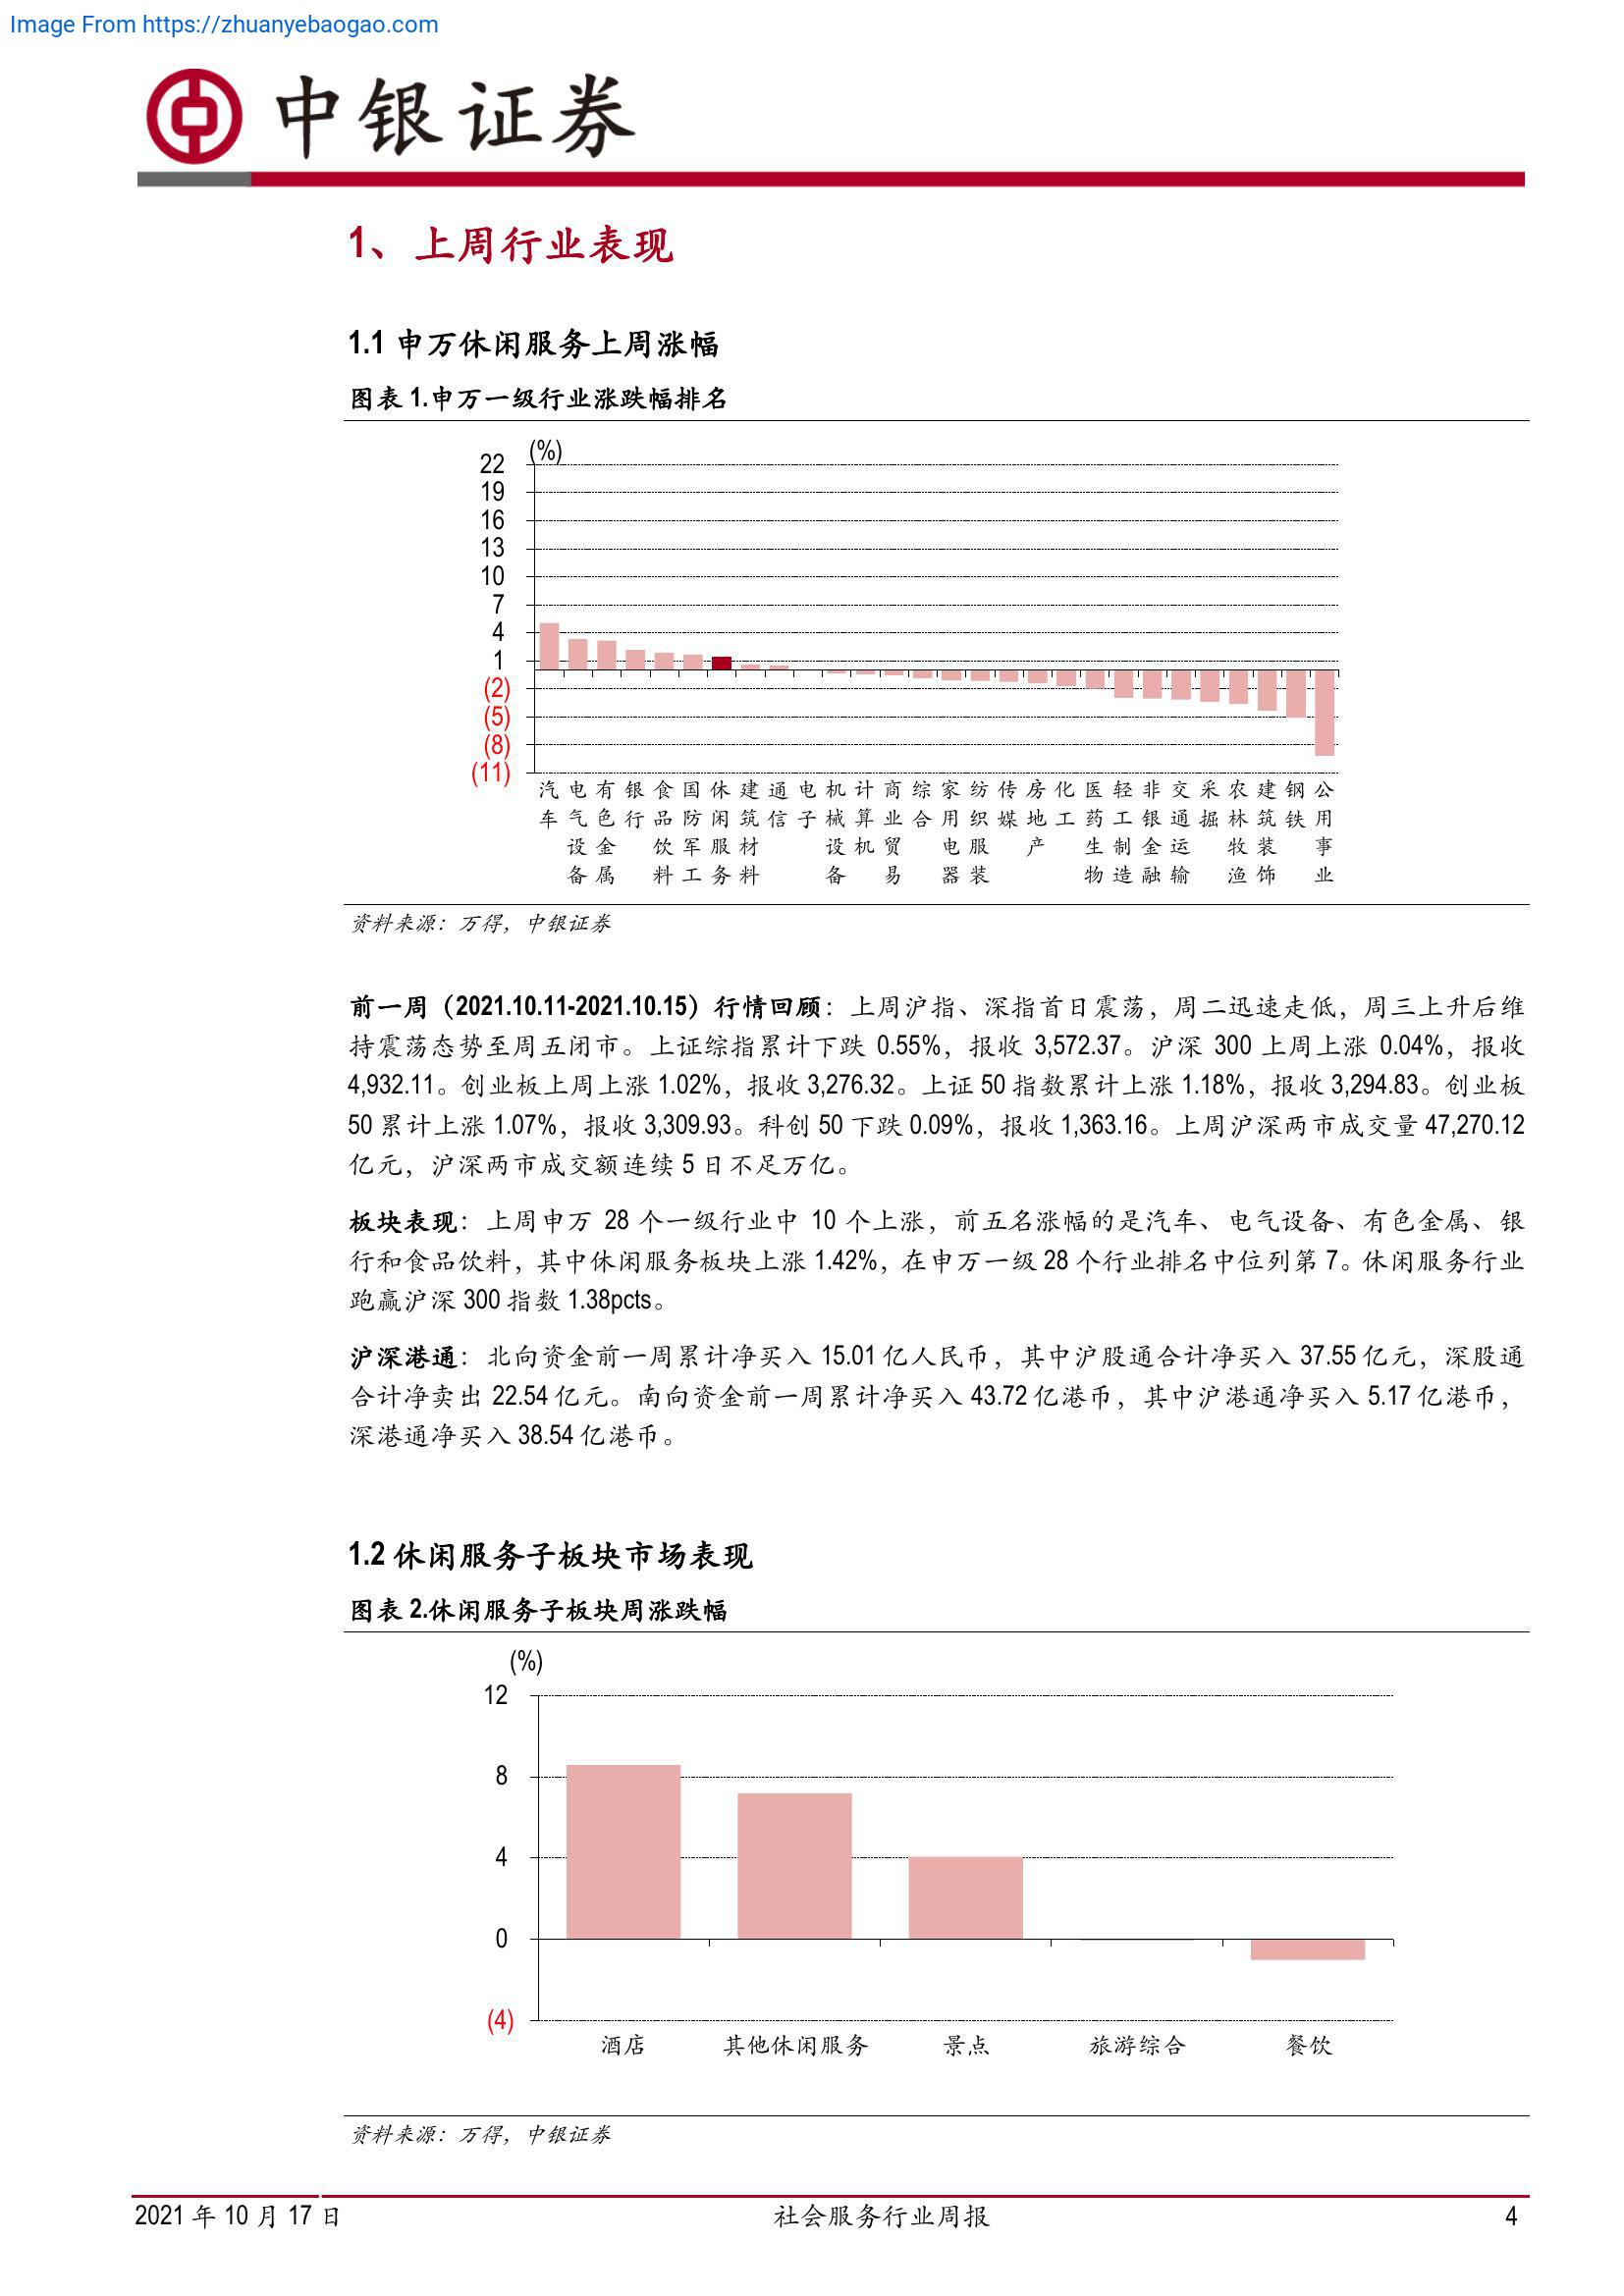 Image From https://zhuanyebaogao.com
中银证券
1、上周行业表现
1.1 申万休闲服务上周涨幅
图表 1.申万一级行业涨跌幅排名
(%)
22
19
16
13
10
7
4
1
(2)
(5)
(8)
(11)
汽车
电气设备
有色金属
银行
食品饮料
国防军工
休闲服务
建筑材料
通信
电子
机械设备
计算机
商业贸易
综合
家用电器
纺织服装
传媒
房地产
化工
医药生物
轻工制造
非银金融
交通运输
采掘
农林牧渔
建筑装饰
钢铁
公用事业
资料来源：万得，中银证券
前一周（2021.10.11-2021.10.15）行情回顾：上周沪指、深指首日震荡，周二迅速走低，周三上升后维
持震荡态势至周五闭市。上证综指累计下跌 0.55%，报收 3,572.37。沪深 300 上周上涨 0.04%，报收
4,932.11。创业板上周上涨 1.02%，报收 3,276.32。上证 50 指数累计上涨 1.18%，报收 3,294.83。创业板
50 累计上涨 1.07%，报收 3,309.93。科创 50 下跌 0.09%，报收 1,363.16。上周沪深两市成交量 47,270.12
亿元，沪深两市成交额连续 5 日不足万亿。
板块表现：上周申万 28 个一级行业中 10 个上涨，前五名涨幅的是汽车、电气设备、有色金属、银
行和食品饮料，其中休闲服务板块上涨 1.42%，在申万一级 28 个行业排名中位列第 7。休闲服务行业
跑赢沪深 300 指数 1.38pcts。
沪深港通：北向资金前一周累计净买入 15.01 亿人民币，其中沪股通合计净买入 37.55 亿元，深股通
合计净卖出 22.54 亿元。南向资金前一周累计净买入 43.72 亿港币，其中沪港通净买入 5.17 亿港币，
深港通净买入 38.54 亿港币。
1.2 休闲服务子板块市场表现
图表 2.休闲服务子板块周涨跌幅
(%)
12
8
4
0
(4)
酒店 其他休闲服务 景点 旅游综合 餐饮
资料来源：万得，中银证券
2021 年 10 月 17 日 社会服务行业周报 4